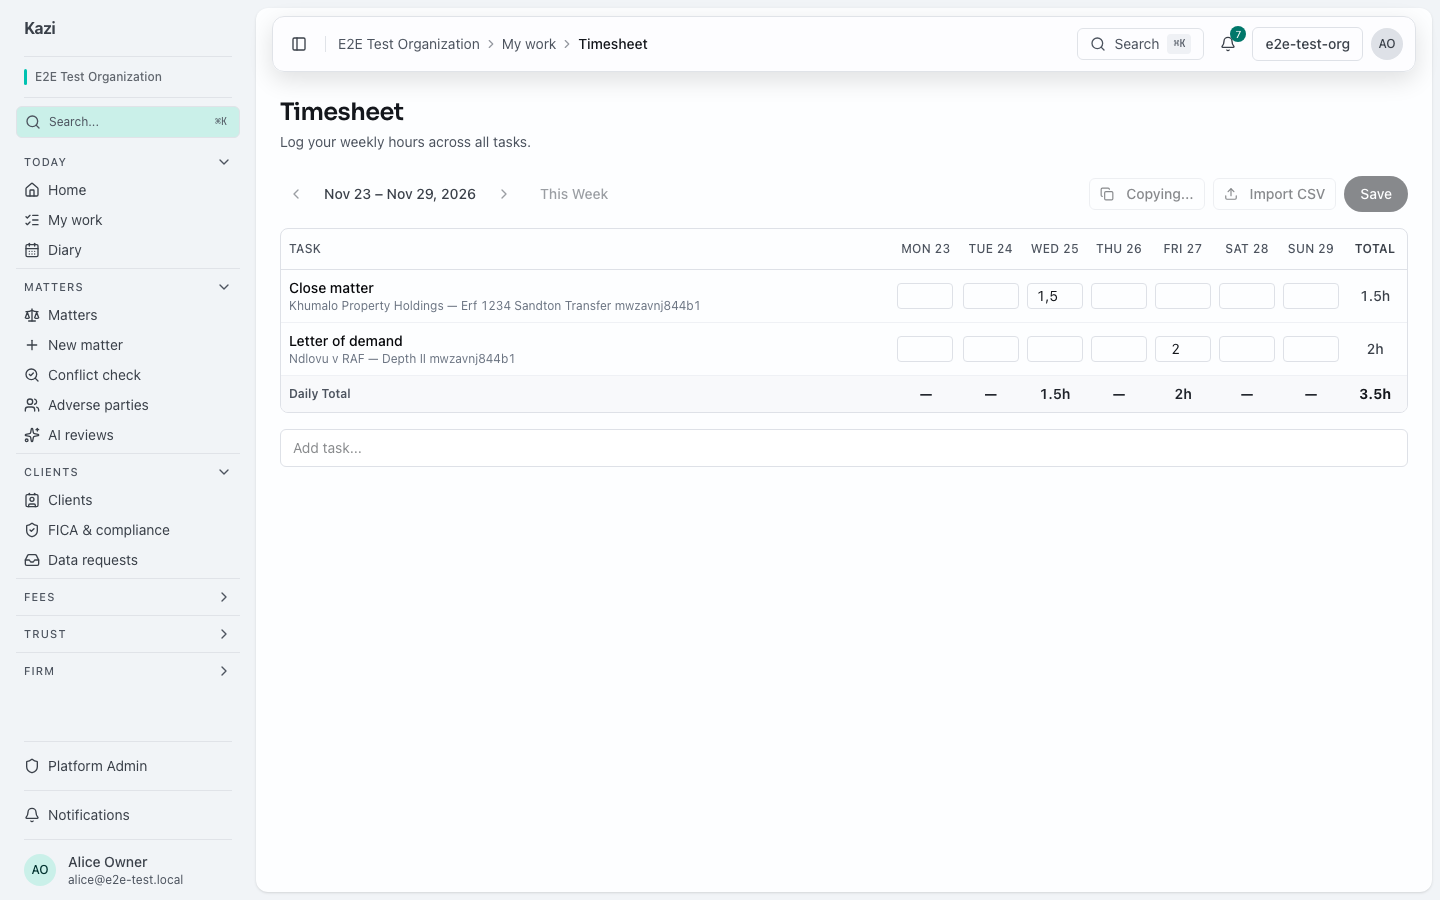 Kazi
E2E Test Organization
Search... ⌘K
TODAY
Home
My work
Diary
MATTERS
Matters
New matter
Conflict check
Adverse parties
AI reviews
CLIENTS
Clients
FICA & compliance
Data requests
FEES
TRUST
FIRM
Platform Admin
Notifications
AO
Alice Owner
alice@e2e-test.local
E2E Test Organization > My work > Timesheet
Search ⌘K
7
e2e-test-org
AO
Timesheet
Log your weekly hours across all tasks.
Nov 23 – Nov 29, 2026
This Week
Copying...
Import CSV
Save
TASK MON 23 TUE 24 WED 25 THU 26 FRI 27 SAT 28 SUN 29 TOTAL
Close matter
Khumalo Property Holdings — Erf 1234 Sandton Transfer mwzavnj844b1
1,5 1.5h
Letter of demand
Ndlovu v RAF — Depth II mwzavnj844b1
2 2h
Daily Total — — 1.5h — 2h — — 3.5h
Add task...